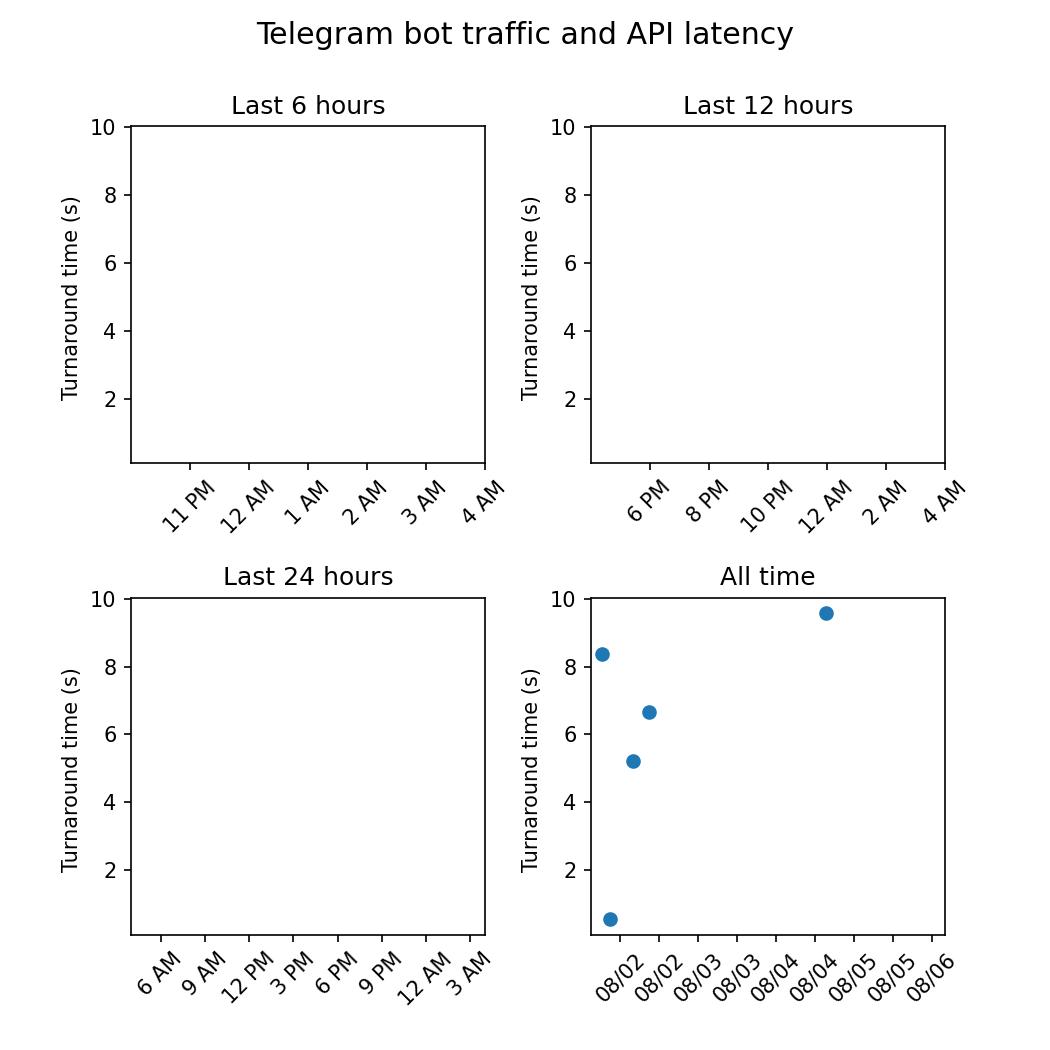 Telegram bot traffic and API latency
Last 6 hours
Turnaround time (s)
10
8
6
4
2
11 PM
12 AM
1 AM
2 AM
3 AM
4 AM
Last 12 hours
Turnaround time (s)
10
8
6
4
2
6 PM
8 PM
10 PM
12 AM
2 AM
4 AM
Last 24 hours
Turnaround time (s)
10
8
6
4
2
6 AM
9 AM
12 PM
3 PM
6 PM
9 PM
12 AM
3 AM
All time
Turnaround time (s)
10
8
6
4
2
08/02
08/02
08/03
08/03
08/04
08/04
08/05
08/05
08/06